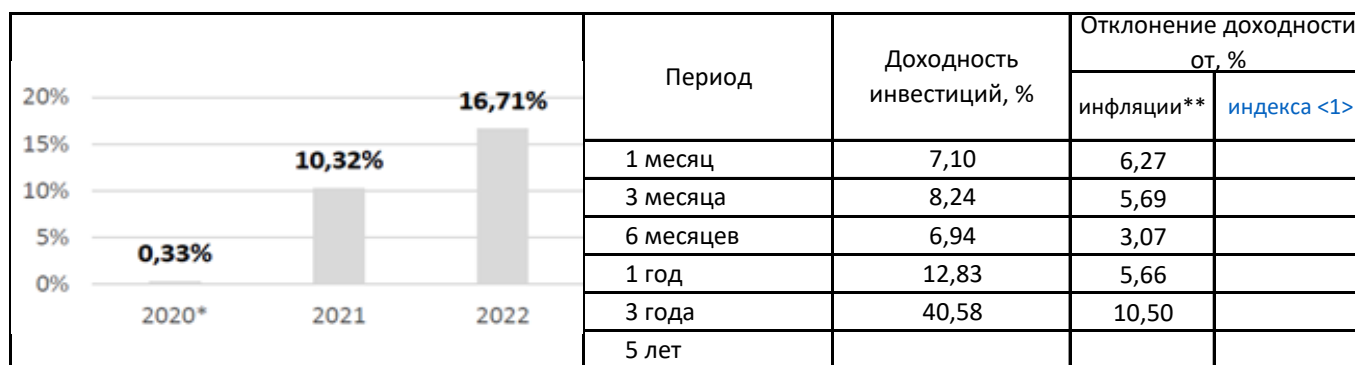 20%
15%
10%
5%
0%
0,33%
10,32%
16,71%
2020*
2021
2022
Период
Доходность
инвестиций, %
Отклонение доходности
от, %
инфляции**
индекса <1>
1 месяц 7,10 6,27
3 месяца 8,24 5,69
6 месяцев 6,94 3,07
1 год 12,83 5,66
3 года 40,58 10,50
5 лет